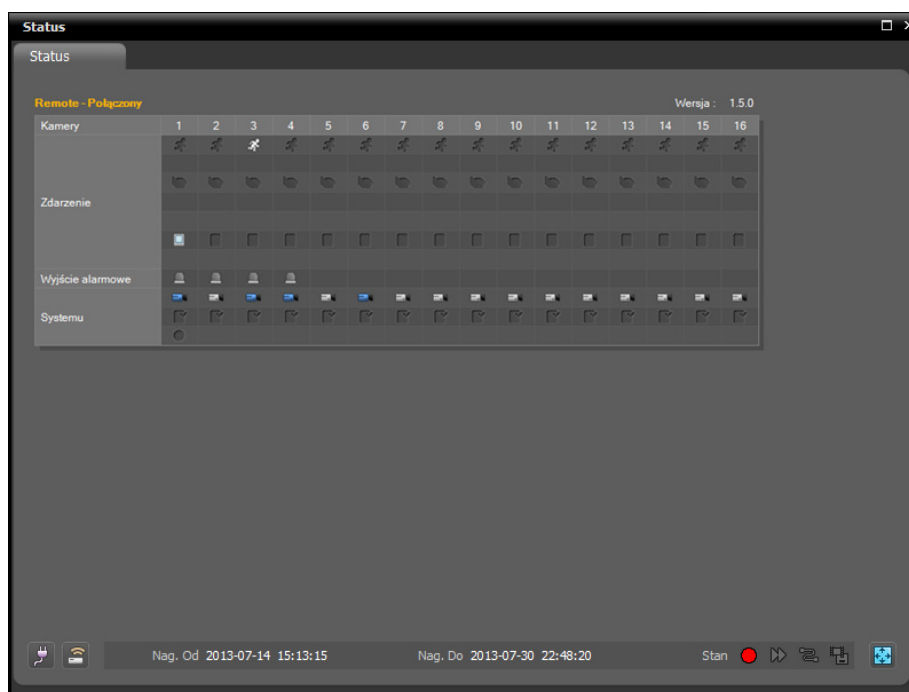 Status
Status
Remote - Połączony Wersja : 1.5.0
Kamery 1 2 3 4 5 6 7 8 9 10 11 12 13 14 15 16
Zdarzenie
Wyjście alarmowe
Systemu
Nag. Od 2013-07-14 15:13:15 Nag. Do 2013-07-30 22:48:20 Stan